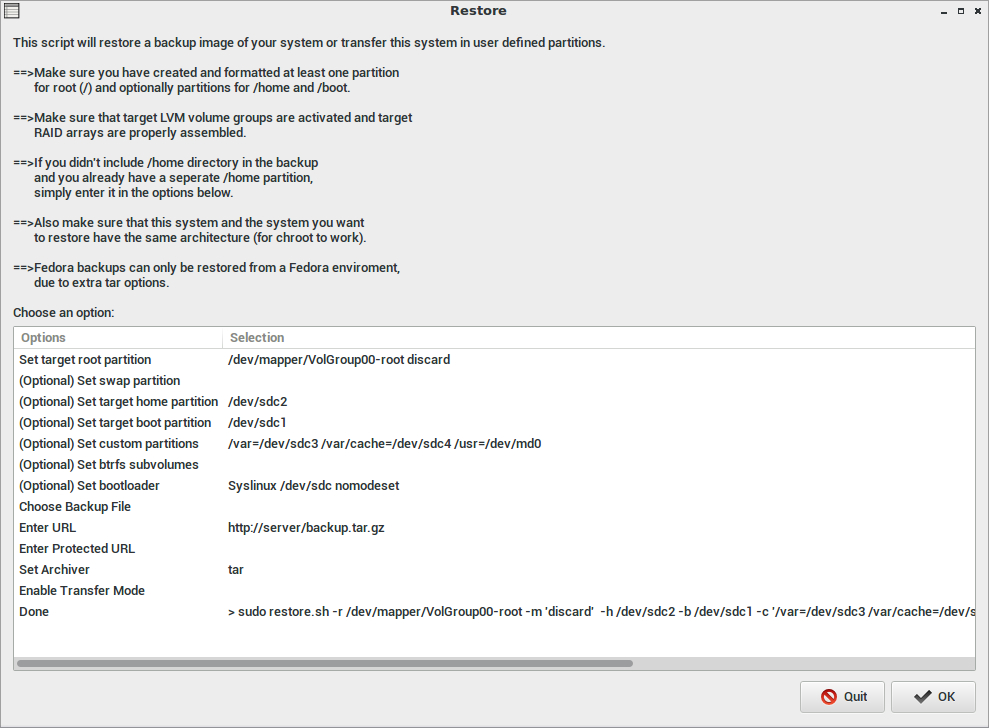 Restore
This script will restore a backup image of your system or transfer this system in user defined partitions.
==>Make sure you have created and formatted at least one partition
for root (/) and optionally partitions for /home and /boot.
==>Make sure that target LVM volume groups are activated and target
RAID arrays are properly assembled.
==>If you didn't include /home directory in the backup
and you already have a seperate /home partition,
simply enter it in the options below.
==>Also make sure that this system and the system you want
to restore have the same architecture (for chroot to work).
==>Fedora backups can only be restored from a Fedora enviroment,
due to extra tar options.
Choose an option:
Options Selection
Set target root partition /dev/mapper/VolGroup00-root discard
(Optional) Set swap partition
(Optional) Set target home partition /dev/sdc2
(Optional) Set target boot partition /dev/sdc1
(Optional) Set custom partitions /var=/dev/sdc3 /var/cache=/dev/sdc4 /usr=/dev/md0
(Optional) Set btrfs subvolumes
(Optional) Set bootloader Syslinux /dev/sdc nomodeset
Choose Backup File
Enter URL http://server/backup.tar.gz
Enter Protected URL
Set Archiver tar
Enable Transfer Mode
Done > sudo restore.sh -r /dev/mapper/VolGroup00-root -m 'discard' -h /dev/sdc2 -b /dev/sdc1 -c '/var=/dev/sdc3 /var/cache=/dev/s
Quit OK